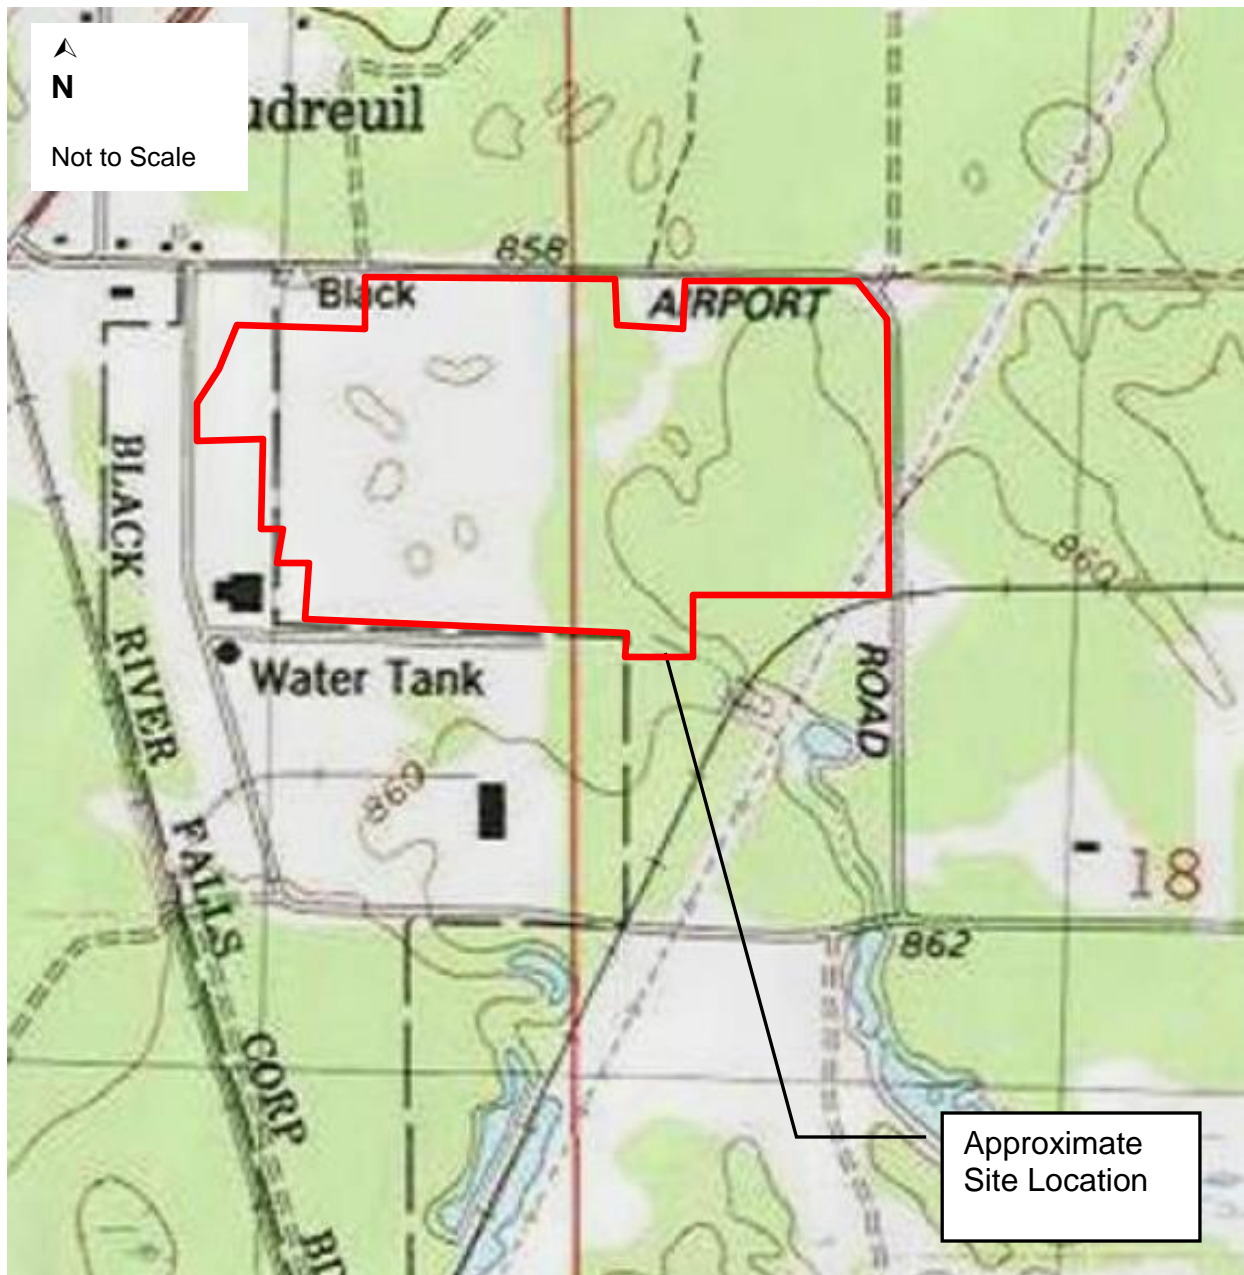 N
Not to Scale
udreuil
858
Black
AIRPORT
BLACK RIVER FALLS CORP
860
ROAD
Water Tank
860
18
862
Approximate
Site Location